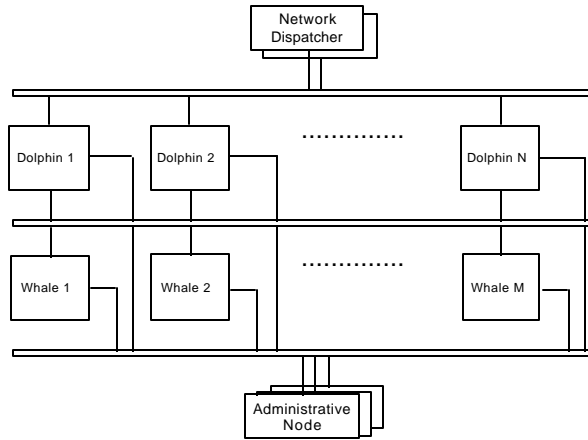 Network
Dispatcher
Dolphin 1
Dolphin 2
..............
Dolphin N
Whale 1
Whale 2
..............
Whale M
Administrative
Node